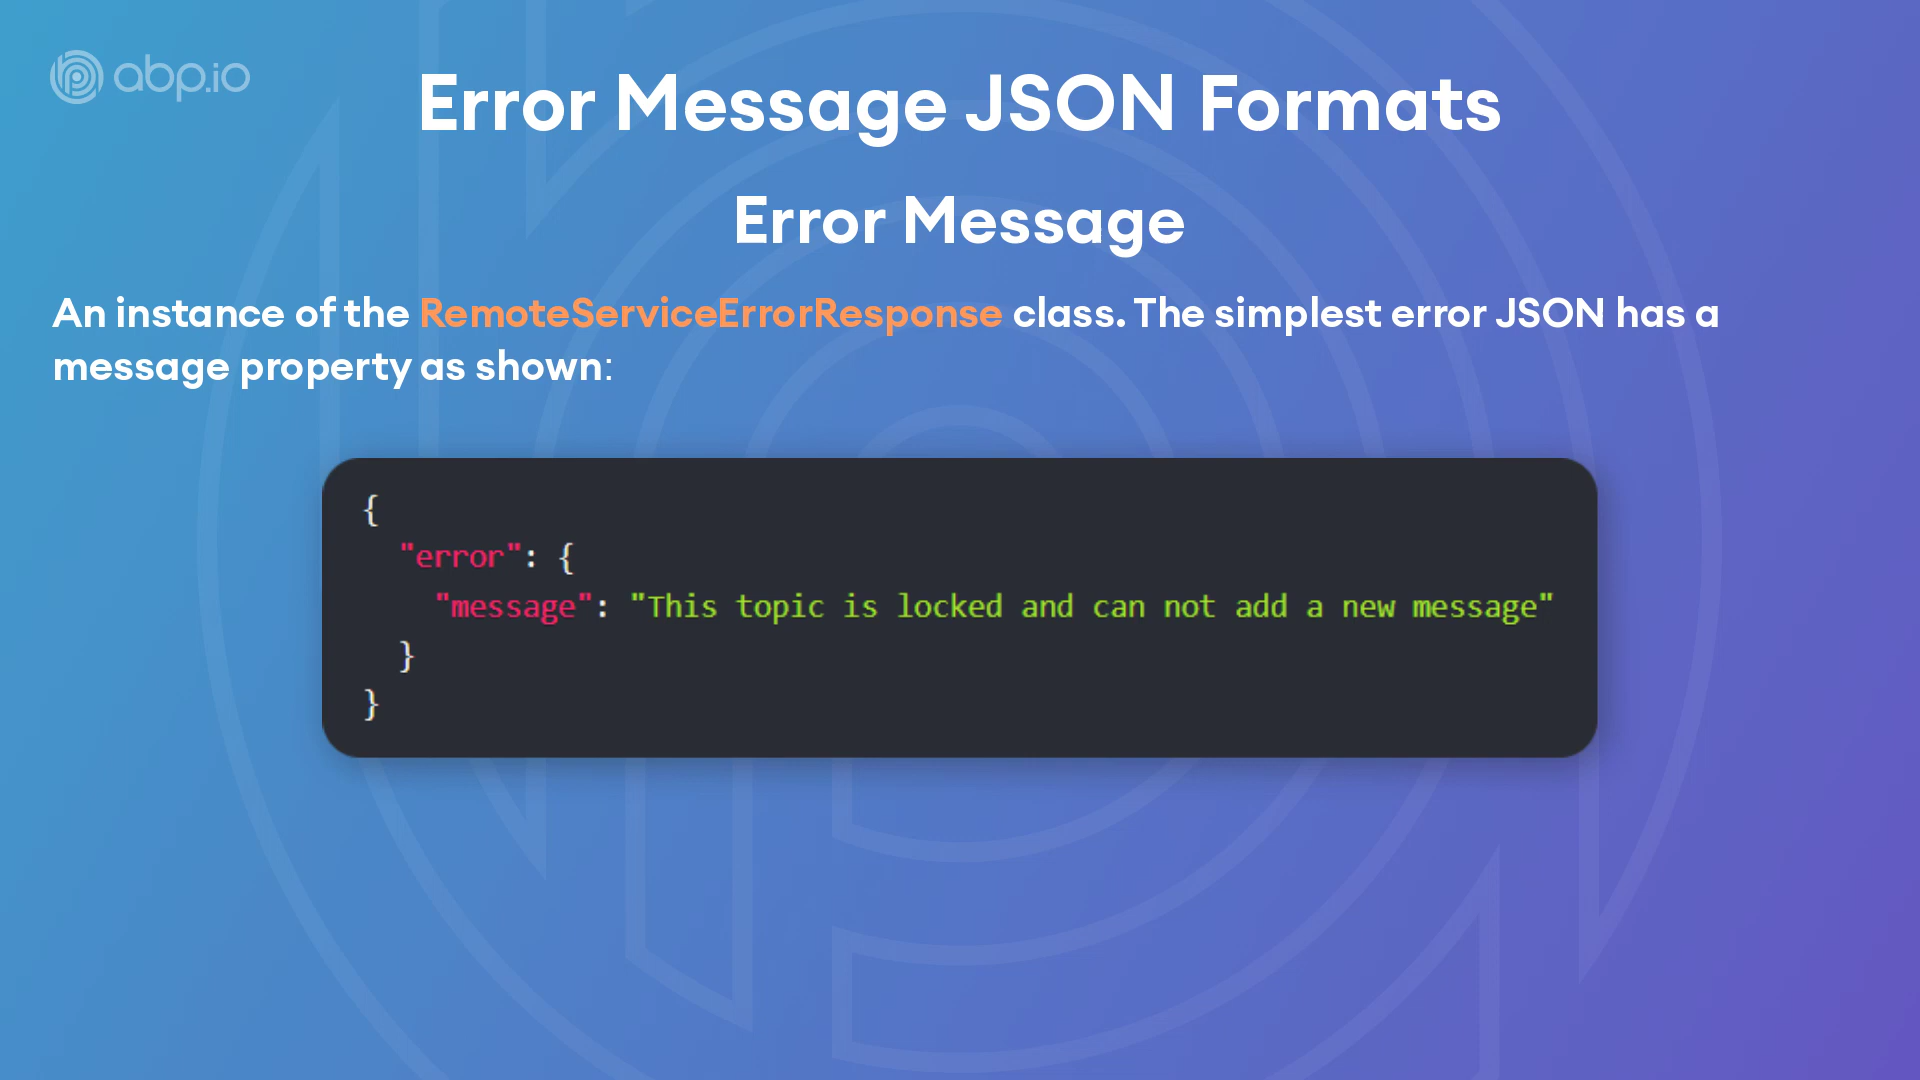 abp.io
Error Message JSON Formats
Error Message
An instance of the RemoteServiceErrorResponse class. The simplest error JSON has a
message property as shown:
{
"error": {
"message": "This topic is locked and can not add a new message"
}
}